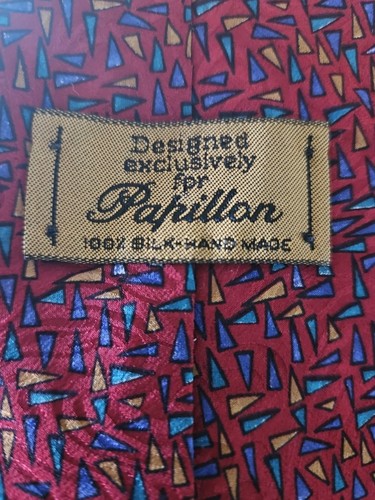 Designed
exclusively
for
Papillon
100% SILK-HAND MADE